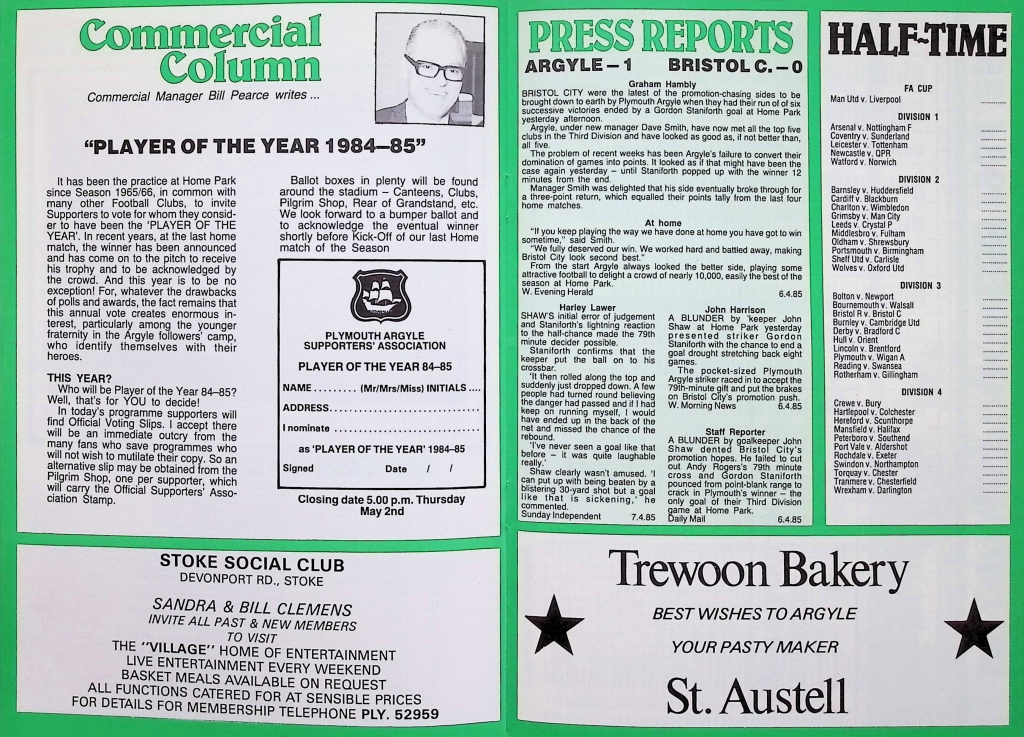 Commercial
Column
Commercial Manager Bill Pearce writes ...
"PLAYER OF THE YEAR 1984–85"
It has been the practice at Home Park
since Season 1965/66, in common with
many other Football Clubs, to invite
Supporters to vote for whom they consid-
er to have been the 'PLAYER OF THE
YEAR'. In recent years, at the last home
match, the winner has been announced
and has come on to the pitch to receive
his trophy and to be acknowledged by
the crowd. And this year is to be no
exception! For, whatever the drawbacks
of polls and awards, the fact remains that
this annual vote creates enormous in-
terest, particularly among the younger
fraternity in the Argyle followers' camp,
who identify themselves with their
heroes.
THIS YEAR?
Who will be Player of the Year 84–85?
Well, that's for YOU to decide!
In today's programme supporters will
find Official Voting Slips. I accept there
will be an immediate outcry from the
many fans who save programmes who
will not wish to mutilate their copy. So an
alternative slip may be obtained from the
Pilgrim Shop, one per supporter, which
will carry the Official Supporters' Asso-
ciation Stamp.
Ballot boxes in plenty will be found
around the stadium – Canteens, Clubs,
Pilgrim Shop, Rear of Grandstand, etc.
We look forward to a bumper ballot and
to acknowledge the eventual winner
shortly before Kick-Off of our last Home
match of the Season
PLYMOUTH ARGYLE
SUPPORTERS' ASSOCIATION
PLAYER OF THE YEAR 84–85
NAME ......... (Mr/Mrs/Miss) INITIALS ....
ADDRESS..............................
I nominate ..............................
as 'PLAYER OF THE YEAR' 1984–85
Signed Date / /
Closing date 5.00 p.m. Thursday
May 2nd
STOKE SOCIAL CLUB
DEVONPORT RD., STOKE
SANDRA & BILL CLEMENS
INVITE ALL PAST & NEW MEMBERS
TO VISIT
THE "VILLAGE" HOME OF ENTERTAINMENT
LIVE ENTERTAINMENT EVERY WEEKEND
BASKET MEALS AVAILABLE ON REQUEST
ALL FUNCTIONS CATERED FOR AT SENSIBLE PRICES
FOR DETAILS FOR MEMBERSHIP TELEPHONE PLY. 52959
PRESS REPORTS
ARGYLE – 1 BRISTOL C. – 0
Graham Hambly
BRISTOL CITY were the latest of the promotion-chasing sides to be
brought down to earth by Plymouth Argyle when they had their run of of six
successive victories ended by a Gordon Staniforth goal at Home Park
yesterday afternoon.
Argyle, under new manager Dave Smith, have now met all the top five
clubs in the Third Division and have looked as good as, if not better than,
all five.
The problem of recent weeks has been Argyle's failure to convert their
domination of games into points. It looked as if that might have been the
case again yesterday – until Staniforth popped up with the winner 12
minutes from the end.
Manager Smith was delighted that his side eventually broke through for
a three-point return, which equalled their points tally from the last four
home matches.
At home
"If you keep playing the way we have done at home you have got to win
sometime," said Smith.
"We fully deserved our win. We worked hard and battled away, making
Bristol City look second best."
From the start Argyle always looked the better side, playing some
attractive football to delight a crowd of nearly 10,000, easily the best of the
season at Home Park.
W. Evening Herald 6.4.85
Harley Lawer
SHAW'S initial error of judgement
and Staniforth's lightning reaction
to the half-chance made the 79th
minute decider possible.
Staniforth confirms that the
keeper put the ball on to his
crossbar.
'It then rolled along the top and
suddenly just dropped down. A few
people had turned round believing
the danger had passed and if I had
kept on running myself, I would
have ended up in the back of the
net and missed the chance of the
rebound.
'I've never seen a goal like that
before – it was quite laughable
really.'
Shaw clearly wasn't amused. 'I
can put up with being beaten by a
blistering 30-yard shot but a goal
like that is sickening,' he
commented.
Sunday Independent 7.4.85
John Harrison
A BLUNDER by 'keeper John
Shaw at Home Park yesterday
presented striker Gordon
Staniforth with the chance to end a
goal drought stretching back eight
games.
The pocket-sized Plymouth
Argyle striker raced in to accept the
79th-minute gift and put the brakes
on Bristol City's promotion push.
W. Morning News 6.4.85
Staff Reporter
A BLUNDER by goalkeeper John
Shaw dented Bristol City's
promotion hopes. He failed to cut
out Andy Rogers's 79th minute
cross and Gordon Staniforth
pounced from point-blank range to
crack in Plymouth's winner – the
only goal of their Third Division
game at Home Park.
Daily Mail 6.4.85
HALF-TIME
FA CUP
Man Utd v. Liverpool
DIVISION 1
Arsenal v. Nottingham F
Coventry v. Sunderland
Leicester v. Tottenham
Newcastle v. QPR
Watford v. Norwich
DIVISION 2
Barnsley v. Huddersfield
Cardiff v. Blackburn
Charlton v. Wimbledon
Grimsby v. Man City
Leeds v. Crystal P
Middlesbro v. Fulham
Oldham v. Shrewsbury
Portsmouth v. Birmingham
Sheff Utd v. Carlisle
Wolves v. Oxford Utd
DIVISION 3
Bolton v. Newport
Bournemouth v. Walsall
Bristol R v. Bristol C
Burnley v. Cambridge Utd
Derby v. Bradford C
Hull v. Orient
Lincoln v. Brentford
Plymouth v. Wigan A
Reading v. Swansea
Rotherham v. Gillingham
DIVISION 4
Crewe v. Bury
Hartlepool v. Colchester
Hereford v. Scunthorpe
Mansfield v. Halifax
Peterboro v. Southend
Port Vale v. Aldershot
Rochdale v. Exeter
Swindon v. Northampton
Torquay v. Chester
Tranmere v. Chesterfield
Wrexham v. Darlington
Trewoon Bakery
BEST WISHES TO ARGYLE
YOUR PASTY MAKER
St. Austell